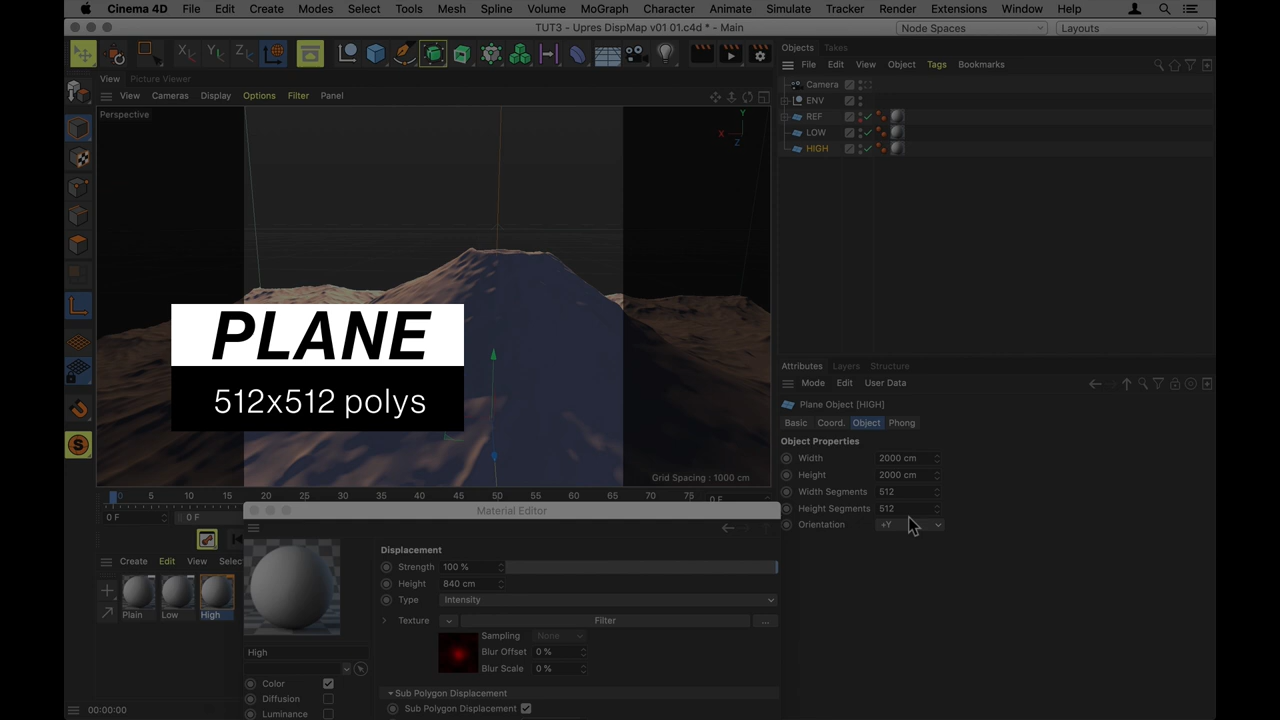 Cinema 4D File Edit Create Modes Select Tools Mesh Spline Volume MoGraph Character Animate Simulate Tracker Render Extensions Window Help
TUT3 - Upres DispMap v01 01.c4d * - Main
Node Spaces
Layouts
X Y Z
Objects Takes
File Edit View Object Tags Bookmarks
View Picture Viewer
View Cameras Display Options Filter Panel
Camera
ENV
REF
LOW
HIGH
Perspective
Y
X
Z
PLANE
512x512 polys
Grid Spacing : 1000 cm
Attributes Layers Structure
Mode Edit User Data
Plane Object [HIGH]
Basic Coord. Object Phong
Object Properties
Width 2000 cm
Height 2000 cm
Width Segments 512
Height Segments 512
Orientation +Y
S
0 5 10 15 20 25 30 35 40 45 50 55 60 65 70 75 0 F
0 F 0 F
Material Editor
Create Edit View Selec
Plain Low High
Displacement
Strength 100 %
Height 840 cm
Type Intensity
Texture Filter ...
Sampling None
Blur Offset 0 %
Blur Scale 0 %
High
Color
Diffusion
Luminance
Sub Polygon Displacement
Sub Polygon Displacement
00:00:00